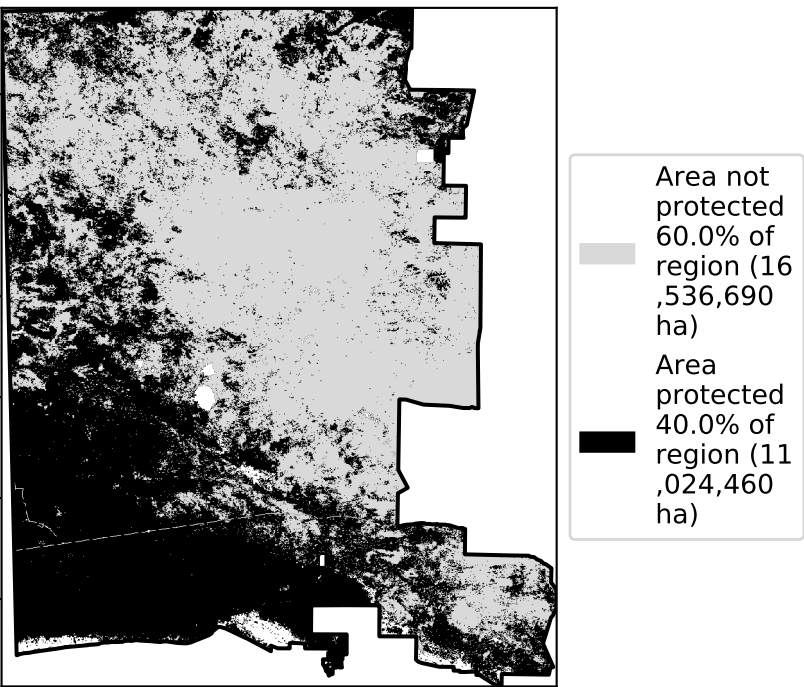 Area not
protected
60.0% of
region (16
,536,690
ha)
Area
protected
40.0% of
region (11
,024,460
ha)